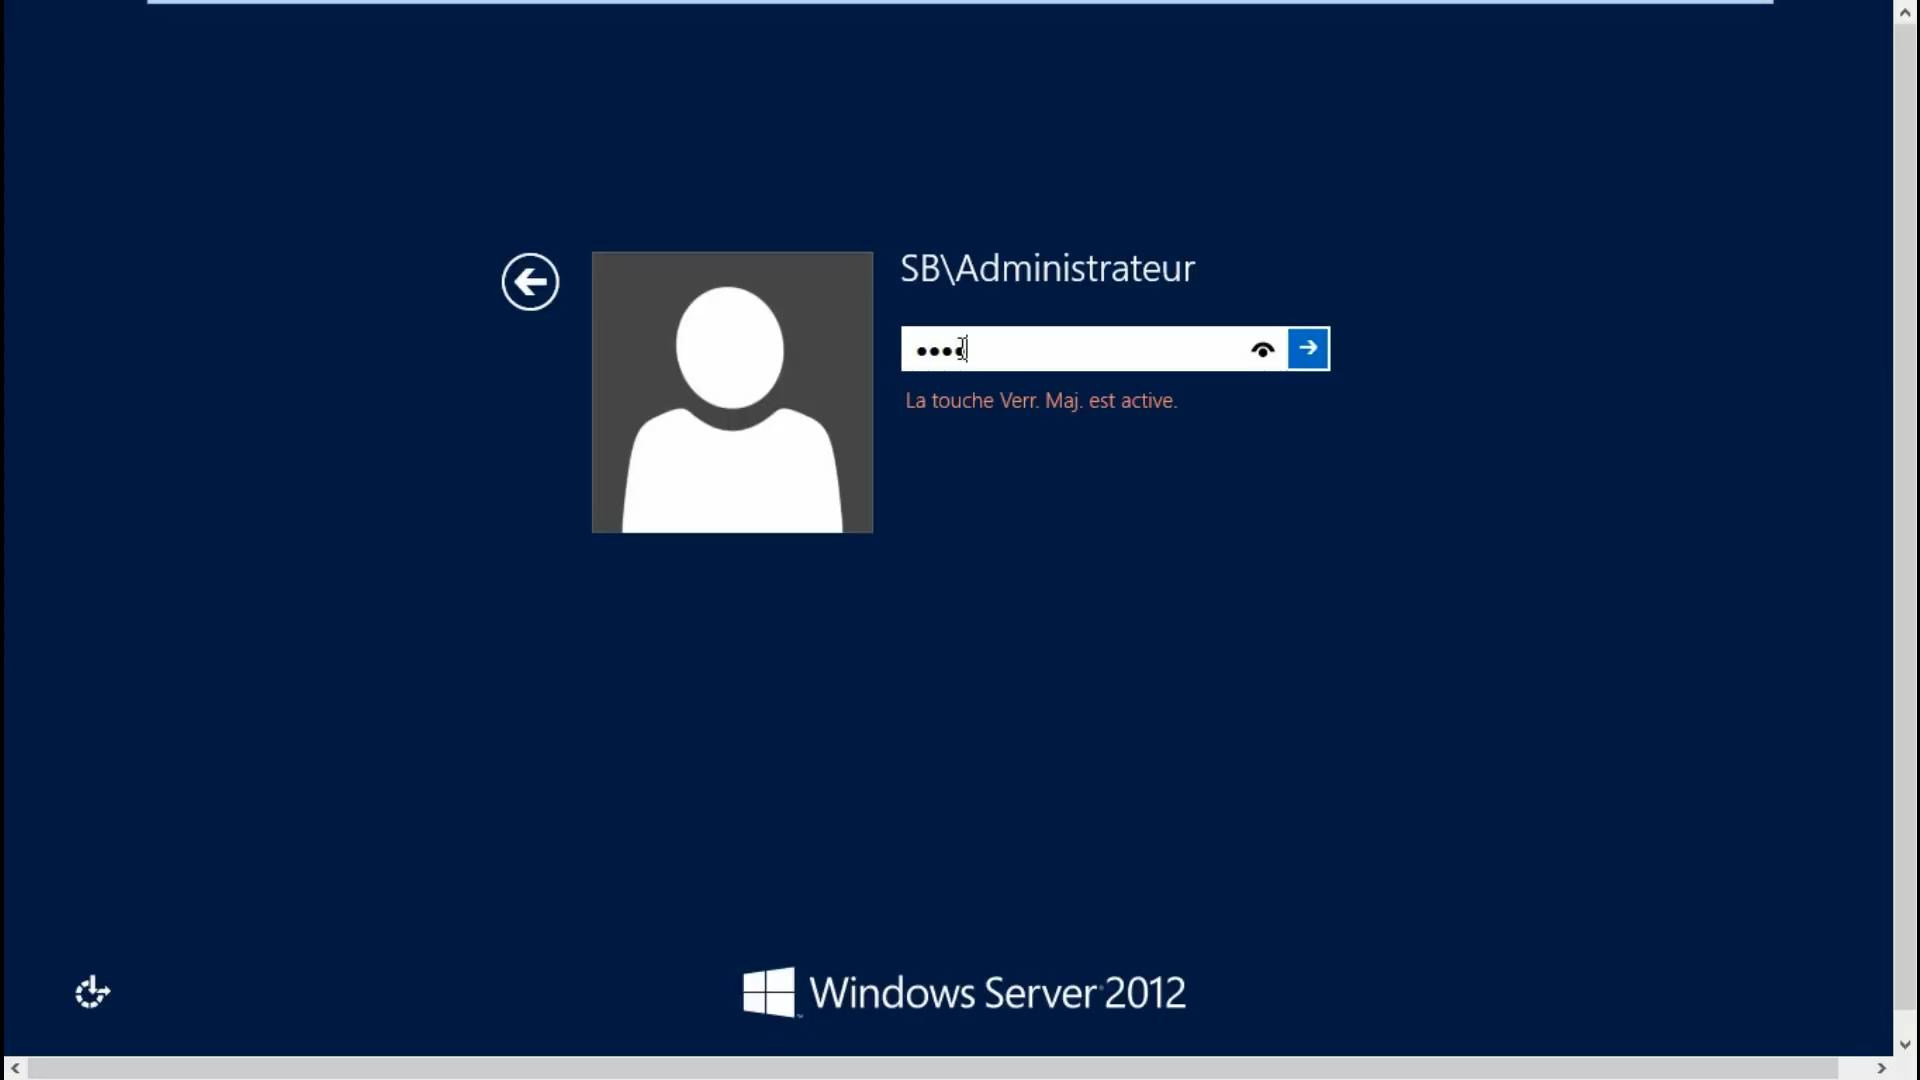 SB\Administrateur
••••
La touche Verr. Maj. est active.
Windows Server 2012